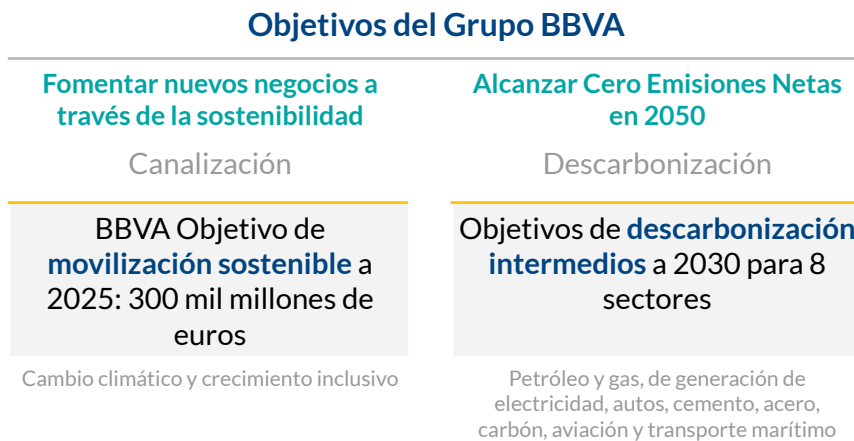 Objetivos del Grupo BBVA
Fomentar nuevos negocios a
través de la sostenibilidad
Canalización
BBVA Objetivo de
movilización sostenible a
2025: 300 mil millones de
euros
Cambio climático y crecimiento inclusivo
Alcanzar Cero Emisiones Netas
en 2050
Descarbonización
Objetivos de descarbonización
intermedios a 2030 para 8
sectores
Petróleo y gas, de generación de
electricidad, autos, cemento, acero,
carbón, aviación y transporte marítimo